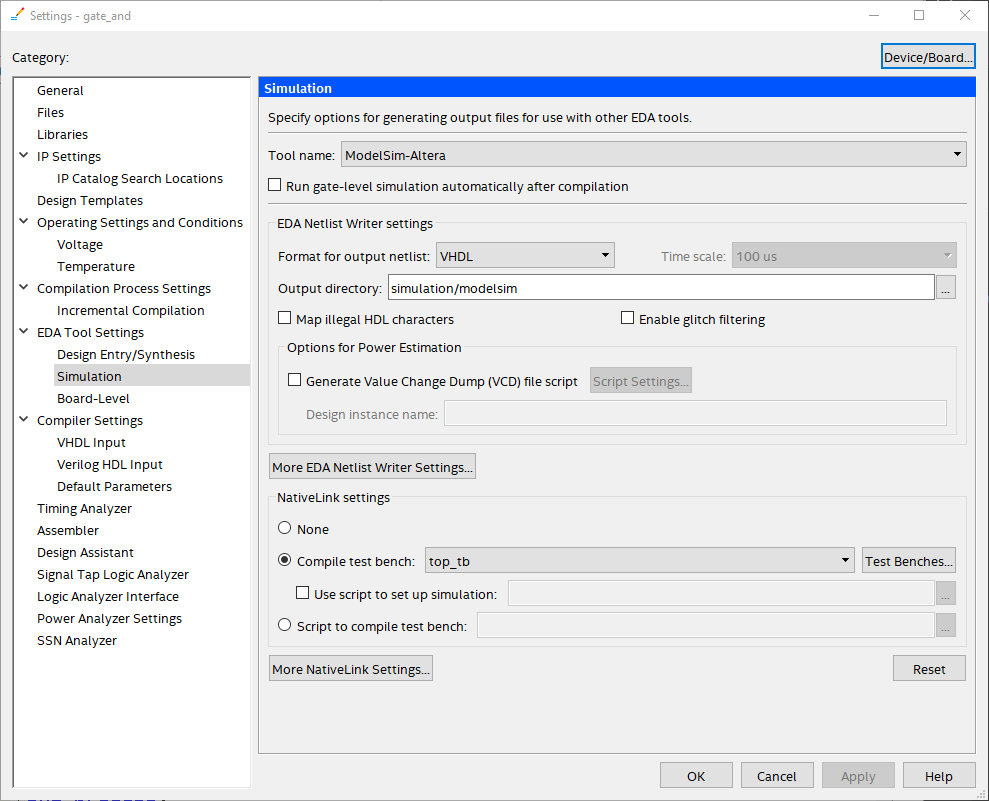 Settings - gate_and
Category:
Device/Board...
General
Files
Libraries
IP Settings
IP Catalog Search Locations
Design Templates
Operating Settings and Conditions
Voltage
Temperature
Compilation Process Settings
Incremental Compilation
EDA Tool Settings
Design Entry/Synthesis
Simulation
Board-Level
Compiler Settings
VHDL Input
Verilog HDL Input
Default Parameters
Timing Analyzer
Assembler
Design Assistant
Signal Tap Logic Analyzer
Logic Analyzer Interface
Power Analyzer Settings
SSN Analyzer
Simulation
Specify options for generating output files for use with other EDA tools.
Tool name: ModelSim-Altera
Run gate-level simulation automatically after compilation
EDA Netlist Writer settings
Format for output netlist: VHDL Time scale: 100 us
Output directory: simulation/modelsim ...
Map illegal HDL characters Enable glitch filtering
Options for Power Estimation
Generate Value Change Dump (VCD) file script Script Settings...
Design instance name:
More EDA Netlist Writer Settings...
NativeLink settings
None
Compile test bench: top_tb Test Benches...
Use script to set up simulation: ...
Script to compile test bench: ...
More NativeLink Settings... Reset
OK Cancel Apply Help